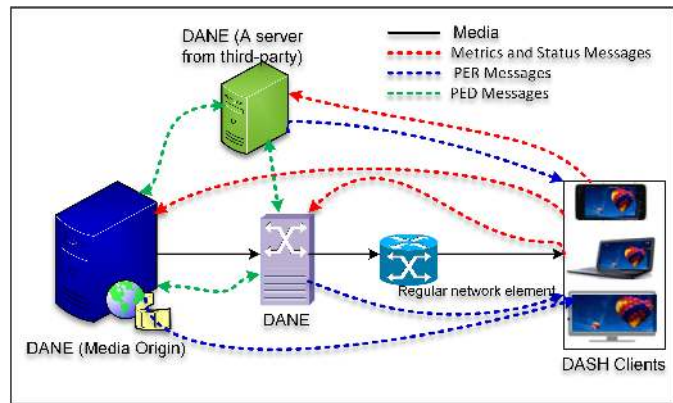 DANE (A server
from third-party)
Media
Metrics and Status Messages
PER Messages
PED Messages
Regular network element
DANE
DANE (Media Origin)
DASH Clients